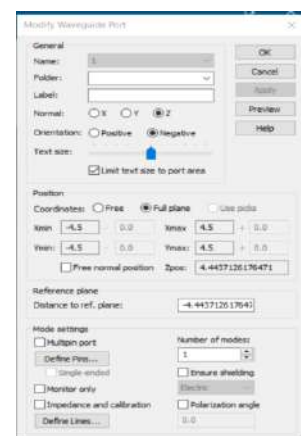 Modify Waveguide Port
General
Name: 1
Folder:
Label:
Normal: X Y Z
Orientation: Positive Negative
Text size:
Limit text size to port area
OK
Cancel
Apply
Preview
Help
Position
Coordinates: Free Full plane Use picks
Xmin -4.5 - 0.0 Xmax 4.5 + 0.0
Ymin: -4.5 - 0.0 Ymax: 4.5 + 0.0
Free normal position Zpos: 4.4437126176471
Reference plane
Distance to ref. plane: -4.44371261764
Mode settings
Multipin port
Number of modes:
Define Pins...
1
Single ended
Ensure shielding
Monitor only
Electric
Impedance and calibration
Polarization angle
Define Lines...
0.0